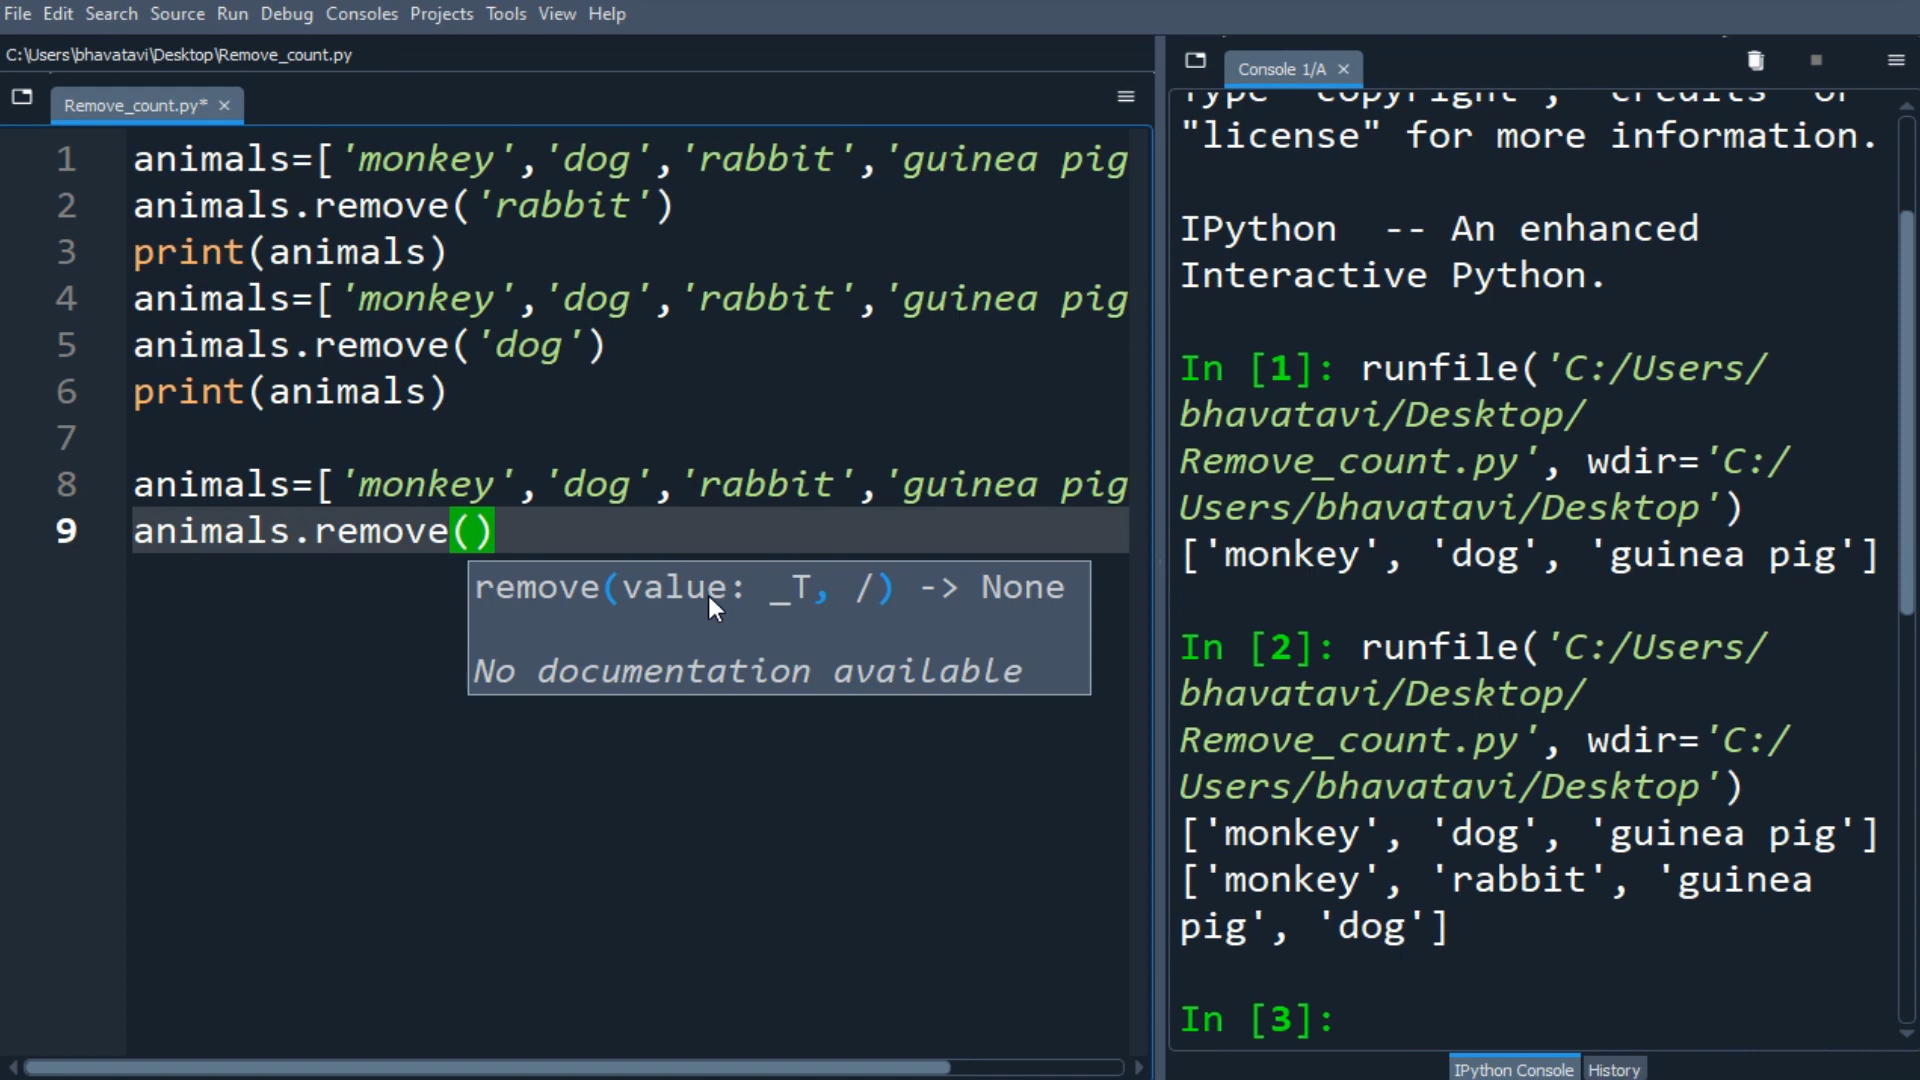 File Edit Search Source Run Debug Consoles Projects Tools View Help
C:\Users\bhavatavi\Desktop\Remove_count.py
Remove_count.py*
1 animals=['monkey','dog','rabbit','guinea pig
2 animals.remove('rabbit')
3 print(animals)
4 animals=['monkey','dog','rabbit','guinea pig
5 animals.remove('dog')
6 print(animals)
7
8 animals=['monkey','dog','rabbit','guinea pig
9 animals.remove()
remove(value: _T, /) -> None
No documentation available
Console 1/A
Type "copyright", "credits" or
"license" for more information.
IPython -- An enhanced
Interactive Python.
In [1]: runfile('C:/Users/
bhavatavi/Desktop/
Remove_count.py', wdir='C:/
Users/bhavatavi/Desktop')
['monkey', 'dog', 'guinea pig']
In [2]: runfile('C:/Users/
bhavatavi/Desktop/
Remove_count.py', wdir='C:/
Users/bhavatavi/Desktop')
['monkey', 'dog', 'guinea pig']
['monkey', 'rabbit', 'guinea
pig', 'dog']
In [3]:
IPython Console History